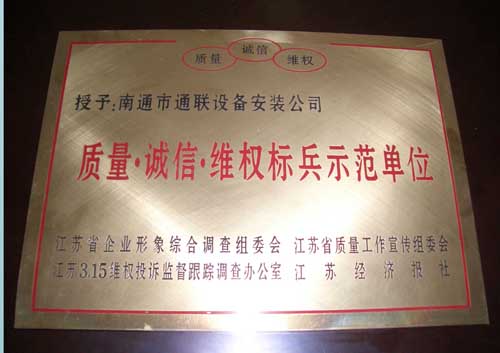 质量 诚信 维权
授予:南通市通联设备安装公司
质量·诚信·维权标兵示范单位
江苏省企业形象综合调查组委会 江苏省质量工作宣传组委会
江苏3.15维权投诉监督跟踪调查办公室 江苏经济报社